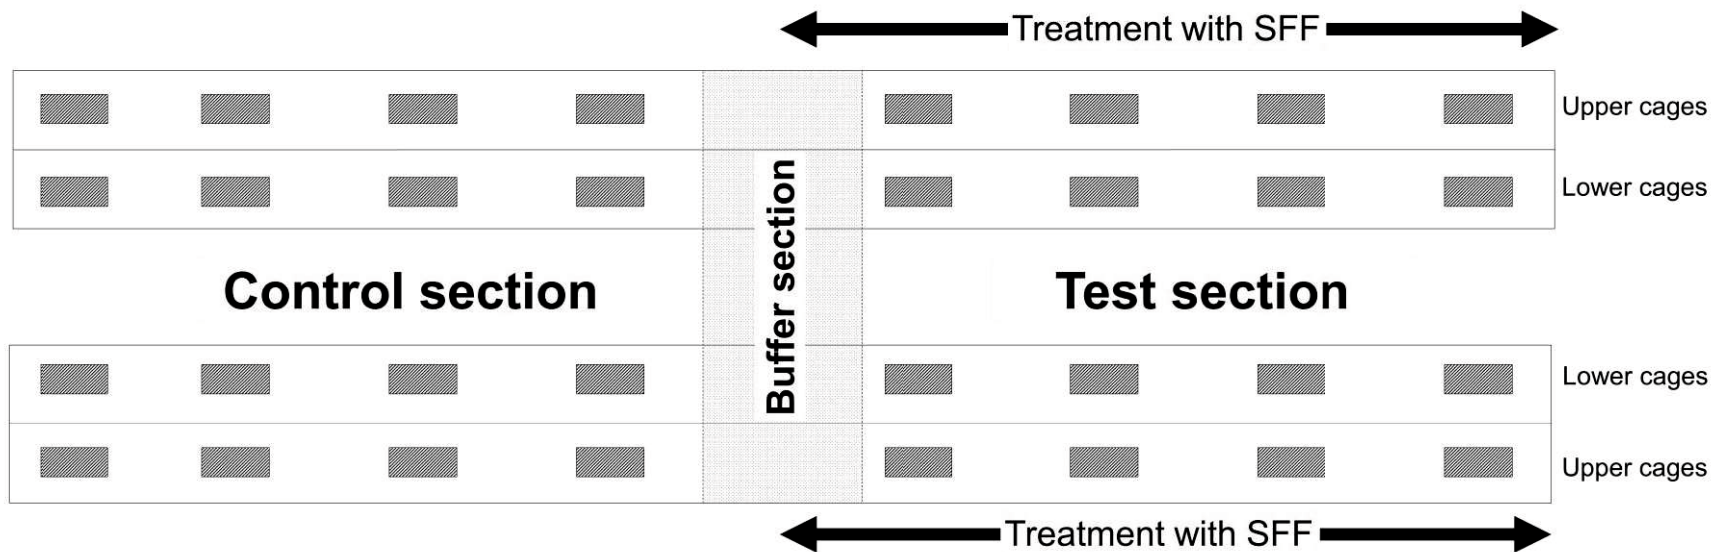 Treatment with SFF
Upper cages
Lower cages
Control section
Buffer section
Test section
Lower cages
Upper cages
Treatment with SFF